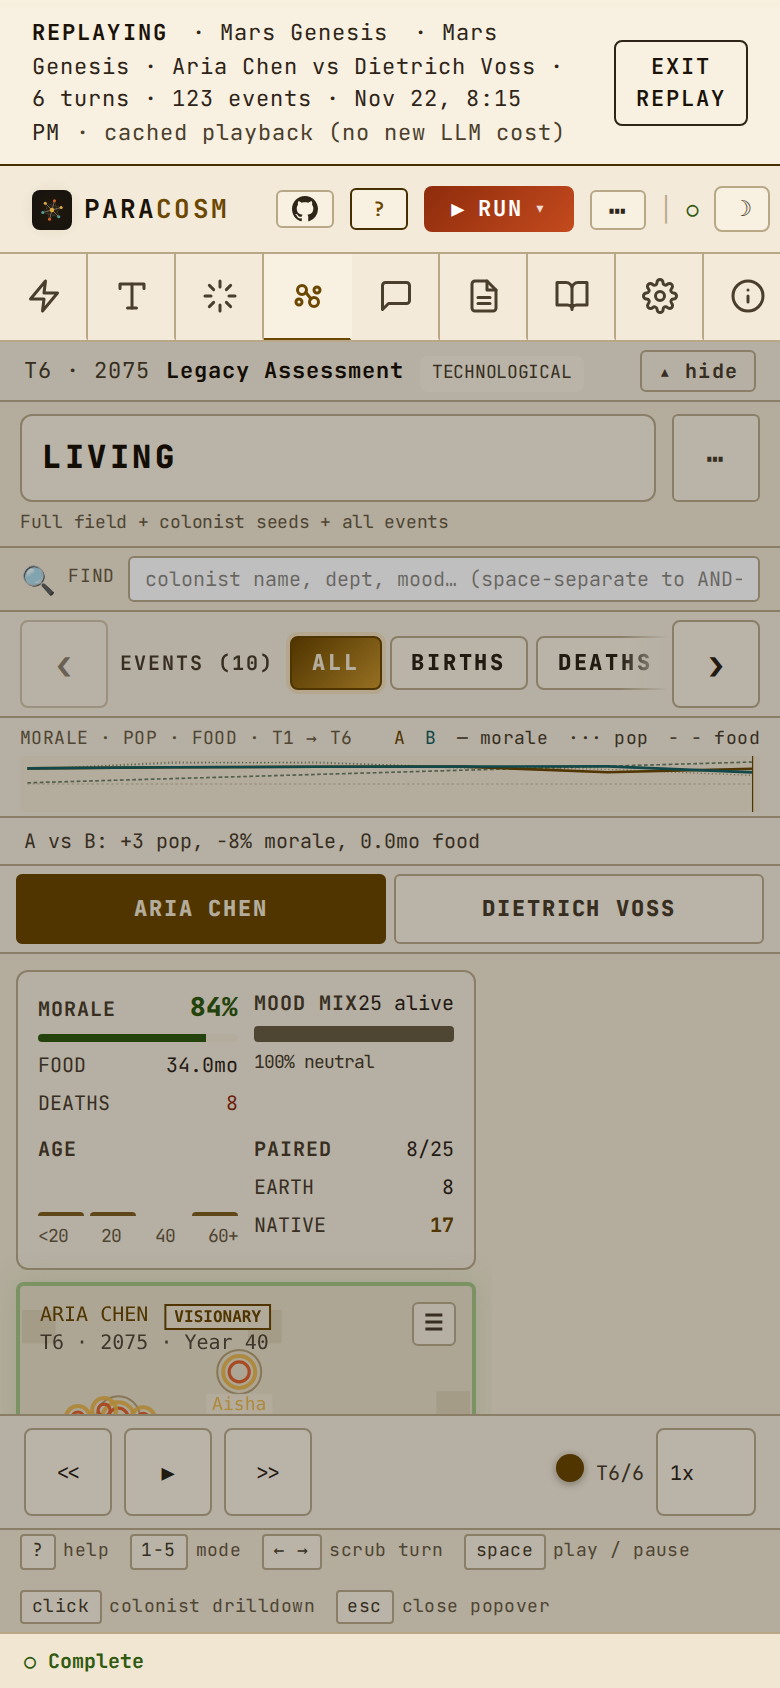 REPLAYING · Mars Genesis · Mars
Genesis · Aria Chen vs Dietrich Voss ·
6 turns · 123 events · Nov 22, 8:15
PM · cached playback (no new LLM cost)
EXIT
REPLAY
PARACOSM
?
▶ RUN ▾
…
T6 · 2075 Legacy Assessment TECHNOLOGICAL
▴ hide
LIVING
…
Full field + colonist seeds + all events
FIND
colonist name, dept, mood… (space-separate to AND-
‹ EVENTS (10) ALL BIRTHS DEATHS ›
MORALE · POP · FOOD · T1 → T6 A B — morale ··· pop - - food
A vs B: +3 pop, -8% morale, 0.0mo food
ARIA CHEN
DIETRICH VOSS
MORALE 84%
FOOD 34.0mo
DEATHS 8
MOOD MIX 25 alive
100% neutral
AGE
<20 20 40 60+
PAIRED 8/25
EARTH 8
NATIVE 17
ARIA CHEN VISIONARY
T6 · 2075 · Year 40
☰
Aisha
<< ▶ >>
T6/6 1x
? help 1-5 mode ← → scrub turn space play / pause
click colonist drilldown esc close popover
Complete